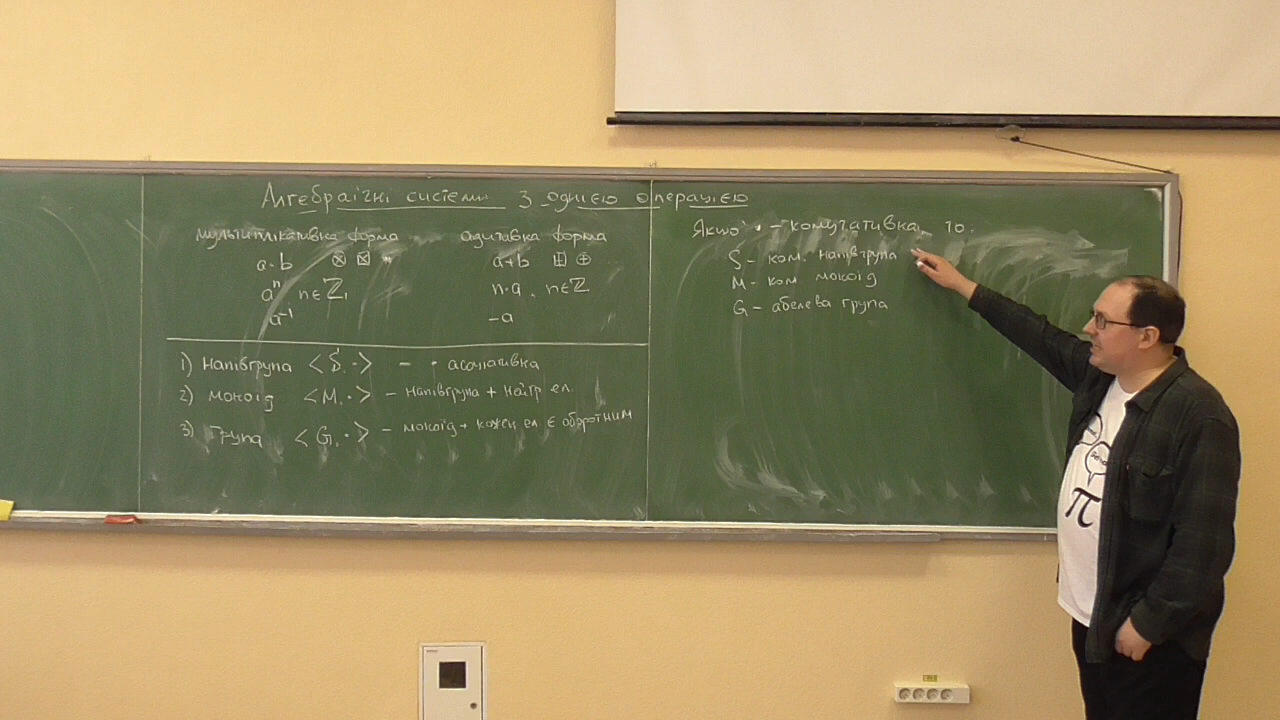 Алгебраїчні системи з однією операцією
мультиплікативна форма
a·b ⊗ ⊠ *
aⁿ, n∈ℤ,
a⁻¹
адитивна форма
a+b ⊞ ⊕
n·a, n∈ℤ
-a
1) напівгрупа <S,·> - · асоціативна
2) моноїд <M,·> - напівгрупа + нейтр ел.
3) Група <G,·> - моноїд + кожен ел є оборотним
Якщо · - комутативна, то.
S - ком. напівгрупа
M - ком моноїд
G - абелева група
π